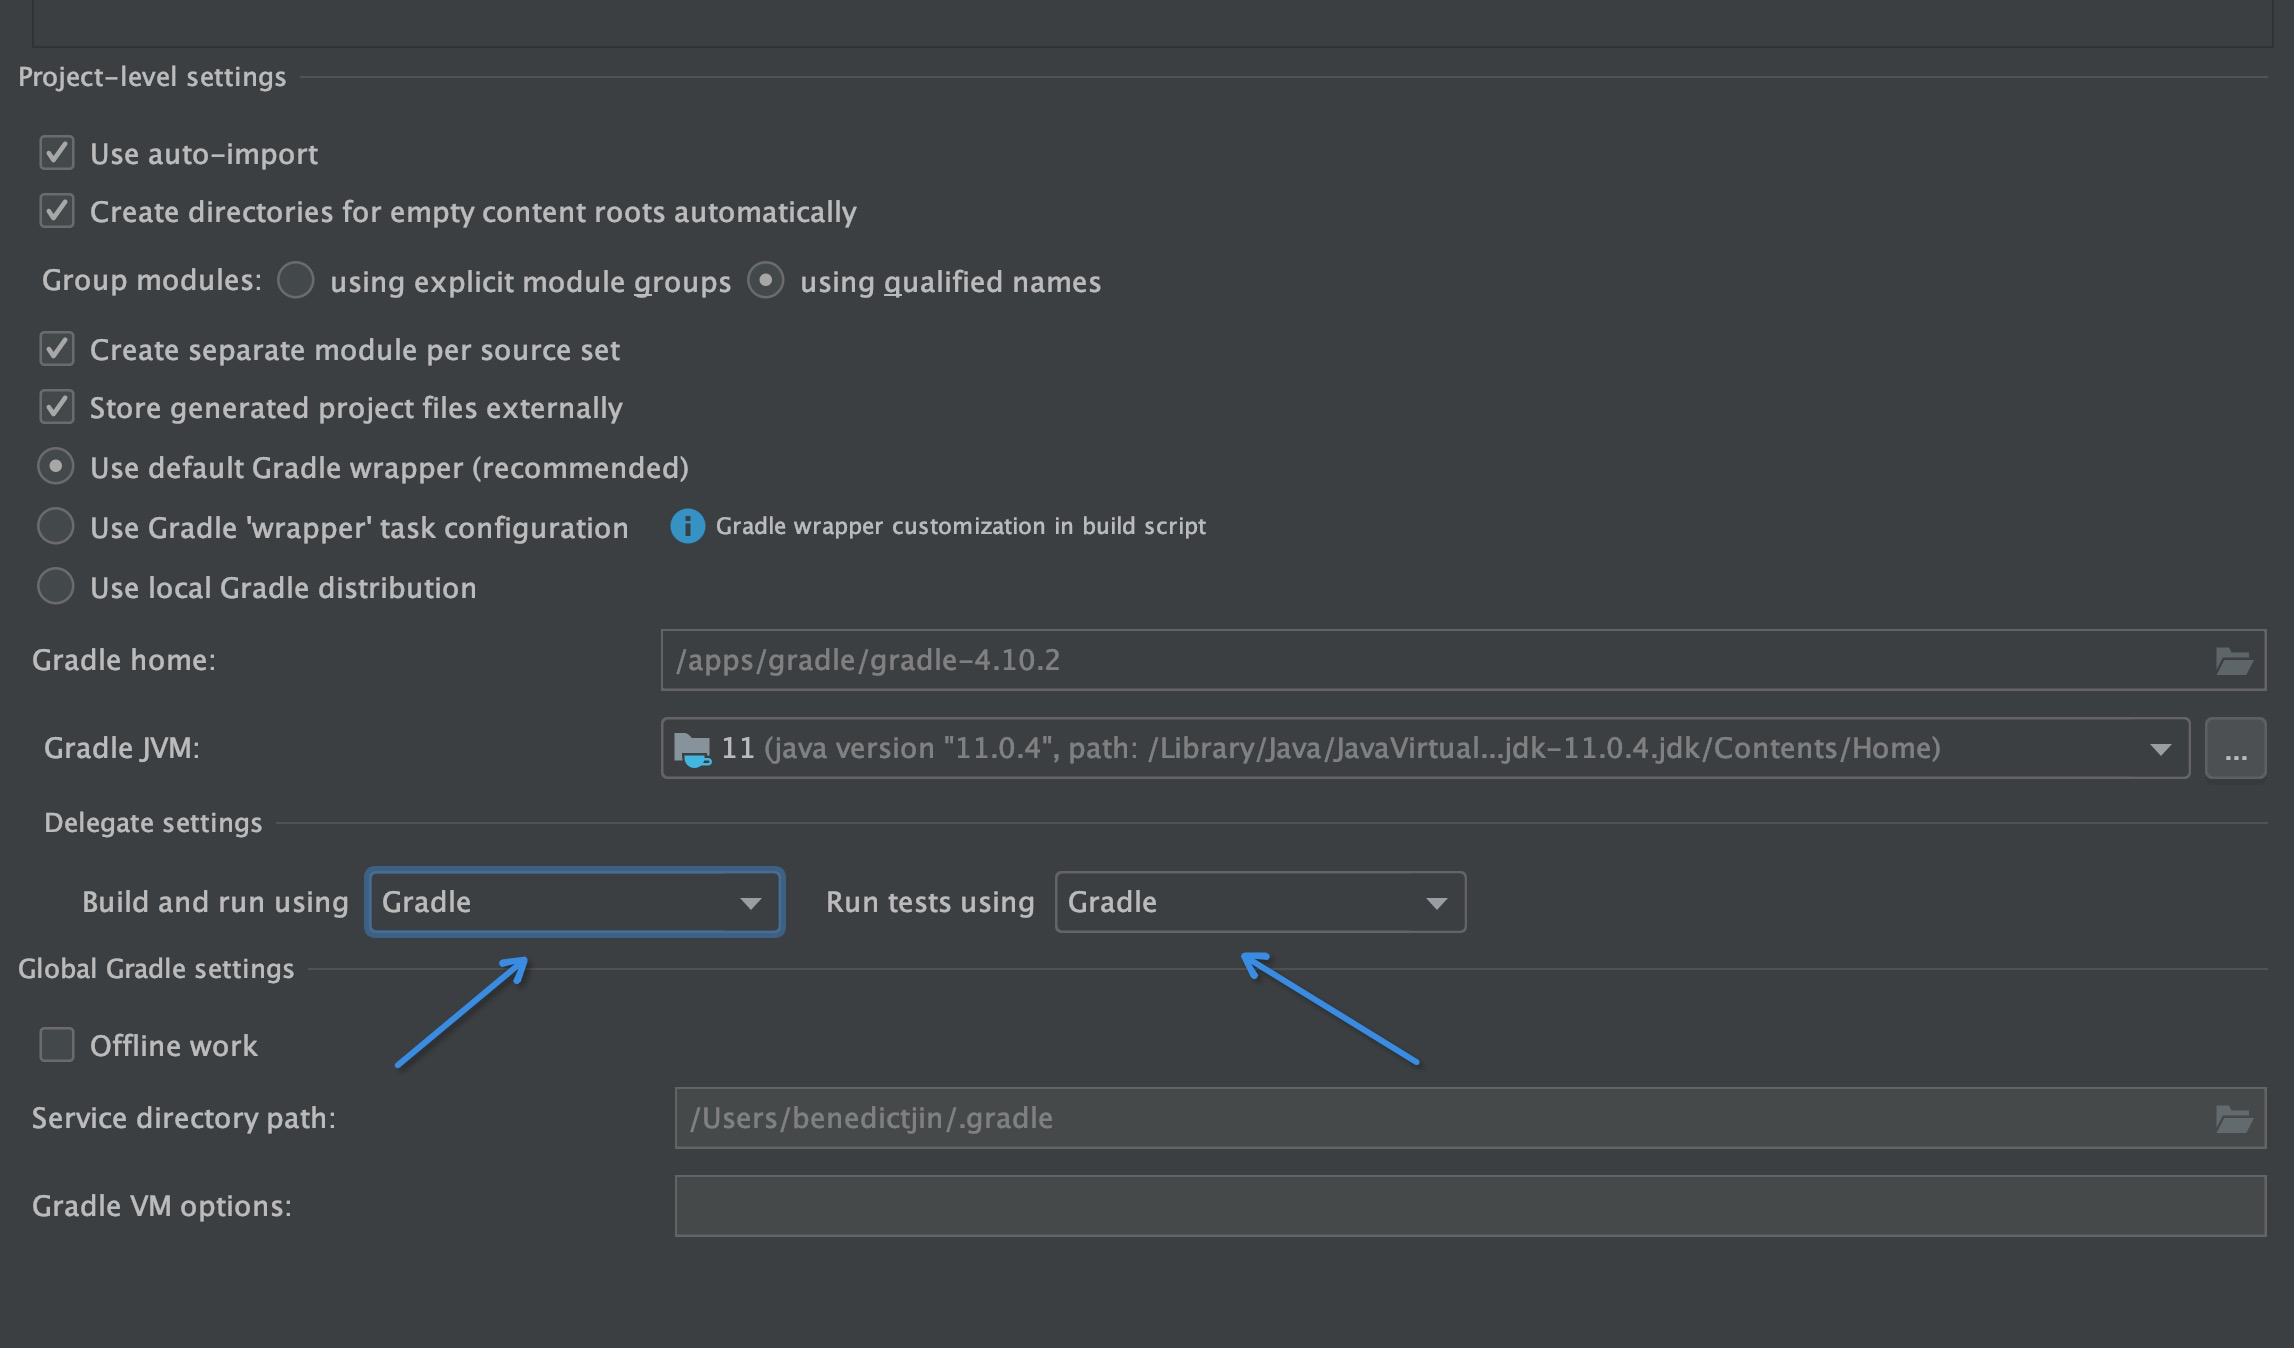 Project-level settings
Use auto-import
Create directories for empty content roots automatically
Group modules: using explicit module groups using qualified names
Create separate module per source set
Store generated project files externally
Use default Gradle wrapper (recommended)
Use Gradle 'wrapper' task configuration Gradle wrapper customization in build script
Use local Gradle distribution
Gradle home: /apps/gradle/gradle-4.10.2
Gradle JVM: 11 (java version "11.0.4", path: /Library/Java/JavaVirtual...jdk-11.0.4.jdk/Contents/Home) ...
Delegate settings
Build and run using Gradle Run tests using Gradle
Global Gradle settings
Offline work
Service directory path: /Users/benedictjin/.gradle
Gradle VM options: